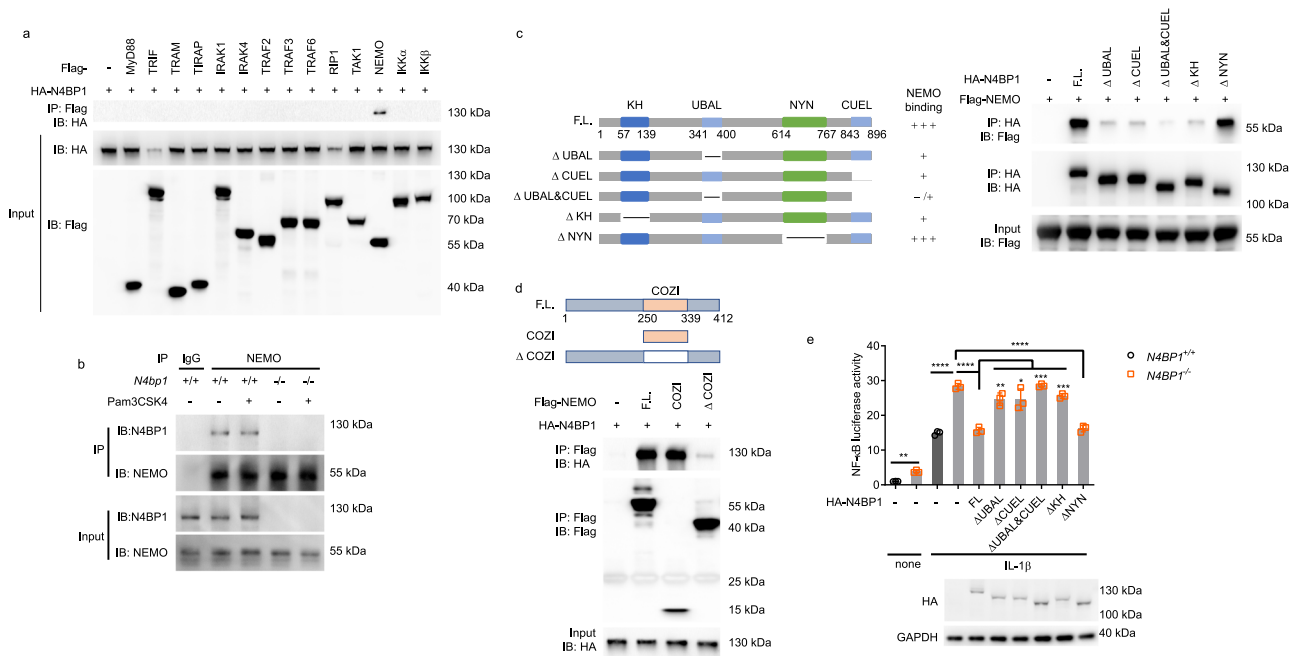 a
Flag-
-
MyD88
TRIF
TRAM
TIRAP
IRAK1
IRAK4
TRAF2
TRAF3
TRAF6
RIP1
TAK1
NEMO
IKKα
IKKβ
HA-N4BP1 + + + + + + + + + + + + + + +
IP: Flag
IB: HA
130 kDa
Input
IB: HA
130 kDa
IB: Flag
130 kDa
100 kDa
70 kDa
55 kDa
40 kDa
b
IP IgG NEMO
N4bp1 +/+ +/+ +/+ -/- -/-
Pam3CSK4 - - + - +
IP
IB:N4BP1 130 kDa
IB: NEMO 55 kDa
Input
IB:N4BP1 130 kDa
IB: NEMO 55 kDa
c
KH UBAL NYN CUEL
NEMO
binding
F.L. +++
1 57 139 341 400 614 767 843 896
Δ UBAL +
Δ CUEL +
Δ UBAL&CUEL – /+
Δ KH +
Δ NYN +++
HA-N4BP1
-
F.L.
Δ UBAL
Δ CUEL
Δ UBAL&CUEL
Δ KH
Δ NYN
Flag-NEMO + + + + + + +
IP: HA
IB: Flag
55 kDa
IP: HA
IB: HA
130 kDa
100 kDa
Input
IB: Flag
55 kDa
d
COZI
F.L.
1 250 339 412
COZI
Δ COZI
Flag-NEMO
-
F.L.
COZI
Δ COZI
HA-N4BP1 + + + +
IP: Flag
IB: HA
130 kDa
IP: Flag
IB: Flag
55 kDa
40 kDa
25 kDa
15 kDa
Input
IB: HA
130 kDa
e
N4BP1+/+
N4BP1-/-
NF-κB luciferase activity
40
30
20
10
0
**
****
****
****
**
*
***
***
HA-N4BP1
- - - -
FL
ΔUBAL
ΔCUEL
ΔUBAL&CUEL
ΔKH
ΔNYN
none IL-1β
HA
130 kDa
100 kDa
GAPDH
40 kDa